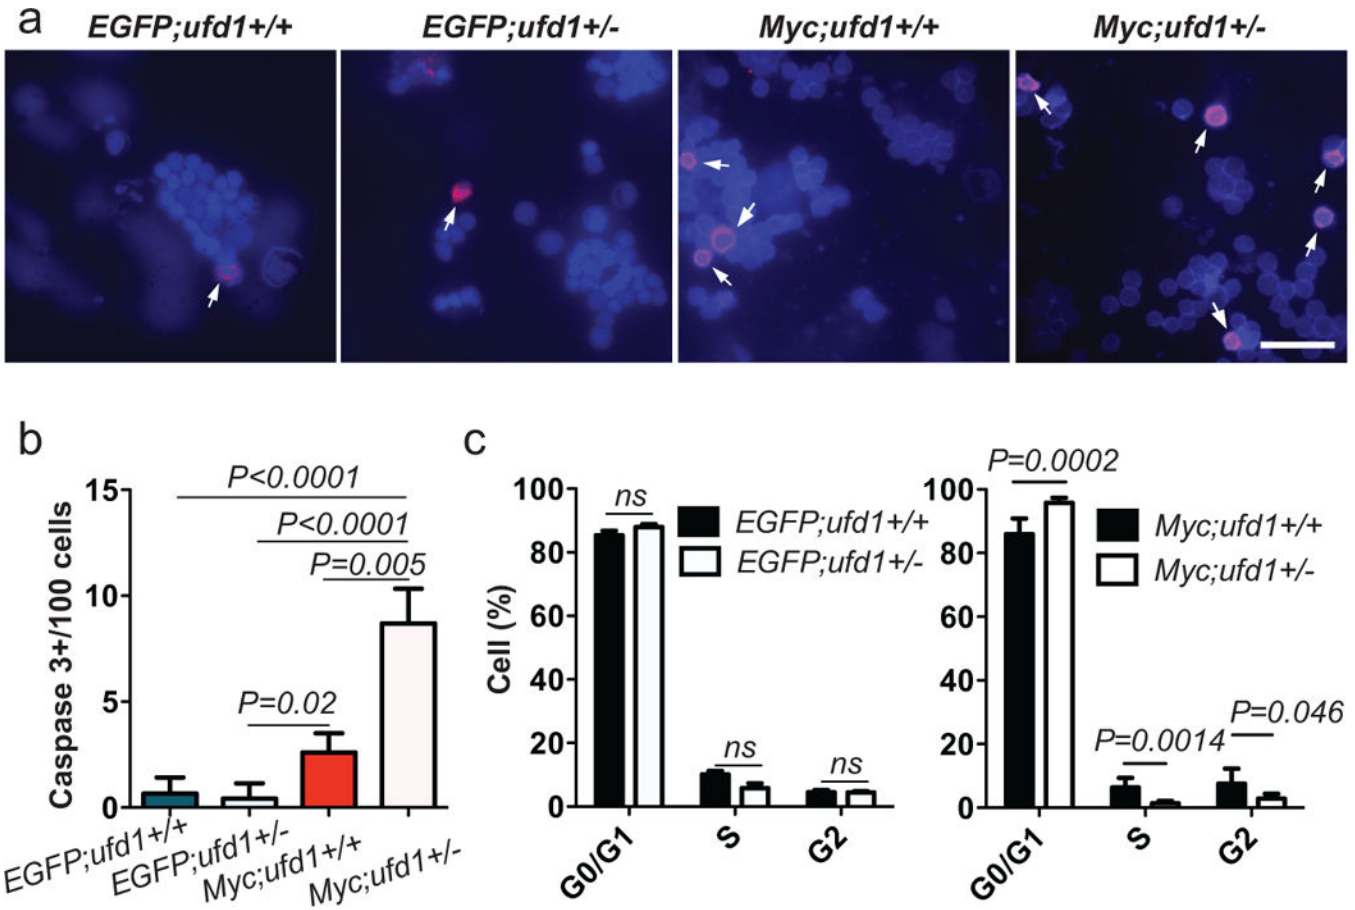 a
EGFP;ufd1+/+
EGFP;ufd1+/-
Myc;ufd1+/+
Myc;ufd1+/-
b
Caspase 3+/100 cells
15
10
5
0
P<0.0001
P<0.0001
P=0.005
P=0.02
EGFP;ufd1+/+
EGFP;ufd1+/-
Myc;ufd1+/+
Myc;ufd1+/-
c
Cell (%)
100
80
60
40
20
0
ns
ns
ns
EGFP;ufd1+/+
EGFP;ufd1+/-
G0/G1
S
G2
100
80
60
40
20
0
P=0.0002
P=0.0014
P=0.046
Myc;ufd1+/+
Myc;ufd1+/-
G0/G1
S
G2